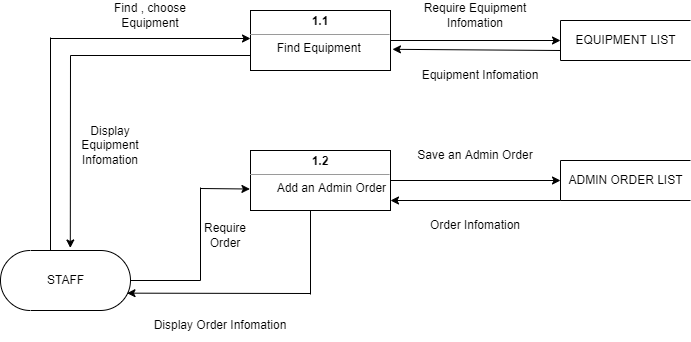 Find , choose
Equipment
1.1
Find Equipment
Require Equipment
Infomation
EQUIPMENT LIST
Equipment Infomation
Display
Equipment
Infomation
1.2
Add an Admin Order
Save an Admin Order
ADMIN ORDER LIST
Order Infomation
Require
Order
STAFF
Display Order Infomation